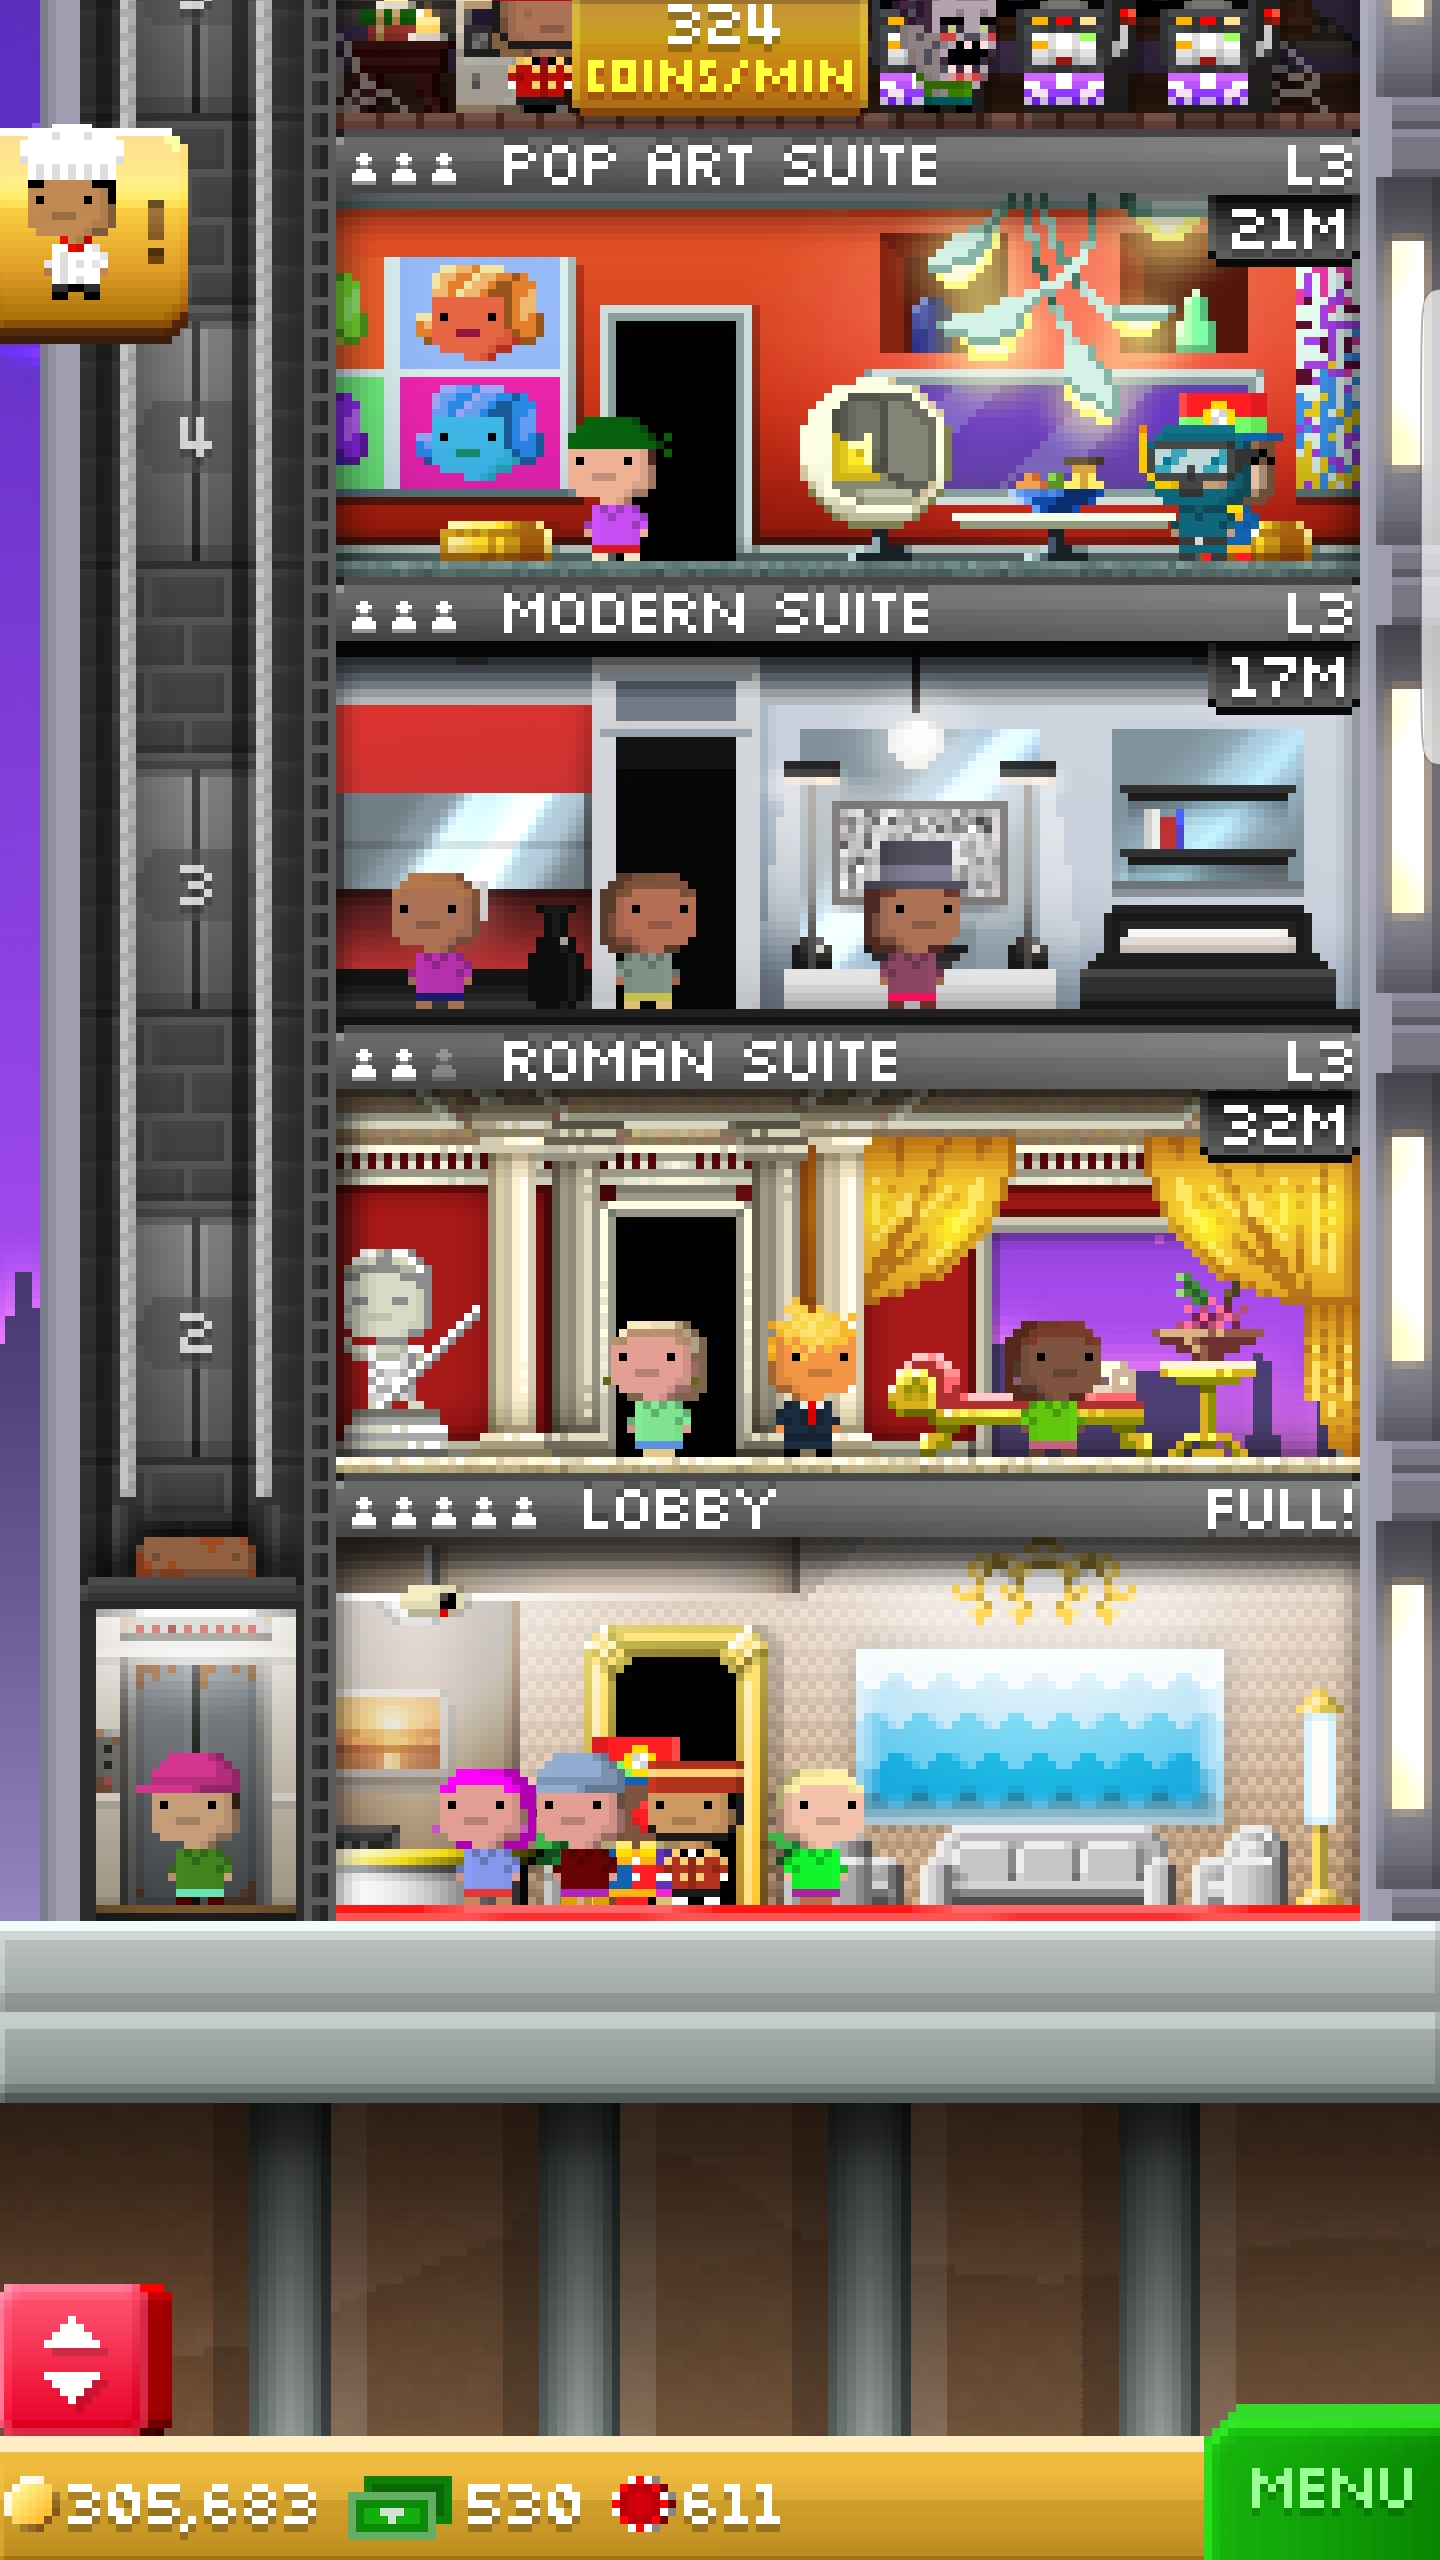 324
COINS/MIN
!
POP ART SUITE L3
21M
4
MODERN SUITE L3
17M
3
ROMAN SUITE L3
32M
2
LOBBY FULL!
305,683 530 611
MENU